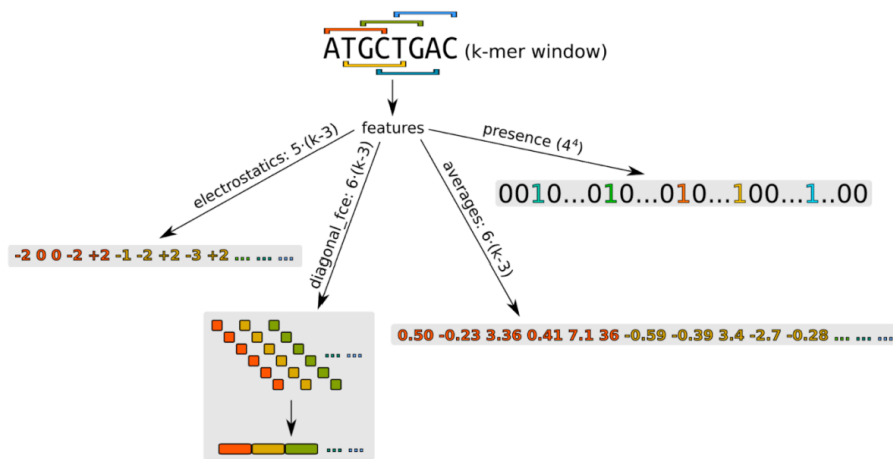 ATGCTGAC (k-mer window)
features
electrostatics: 5·(k-3)
diagonal_fce: 6·(k-3)
averages: 6·(k-3)
presence (4⁴)
0010...010...010...100...1..00
-2 0 0 -2 +2 -1 -2 +2 -3 +2 ... ... ...
0.50 -0.23 3.36 0.41 7.1 36 -0.59 -0.39 3.4 -2.7 -0.28 ... ... ...
... ...
... ...